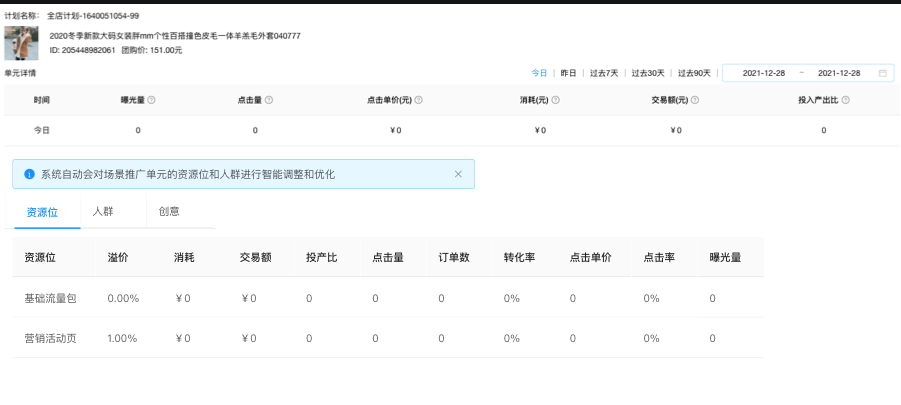 计划名称： 全店计划-1640051054-99
2020冬季新款大码女装胖mm个性百搭撞色皮毛一体羊羔毛外套040777
ID: 205448982061 团购价: 151.00元
单元详情 今日 | 昨日 | 过去7天 | 过去30天 | 过去90天 | 2021-12-28 ~ 2021-12-28
时间 曝光量 点击量 点击单价(元) 消耗(元) 交易额(元) 投入产出比
今日 0 0 ¥0 ¥0 ¥0 0
系统自动会对场景推广单元的资源位和人群进行智能调整和优化
资源位 人群 创意
资源位 溢价 消耗 交易额 投产比 点击量 订单数 转化率 点击单价 点击率 曝光量
基础流量包 0.00% ¥0 ¥0 0 0 0 0% 0 0% 0
营销活动页 1.00% ¥0 ¥0 0 0 0 0% 0 0% 0